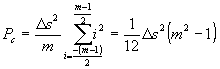 P_c = \frac{\Delta s^2}{m} \sum_{i=\frac{-(m-1)}{2}}^{\frac{m-1}{2}} i^2 = \frac{1}{12} \Delta s^2 (m^2 - 1)